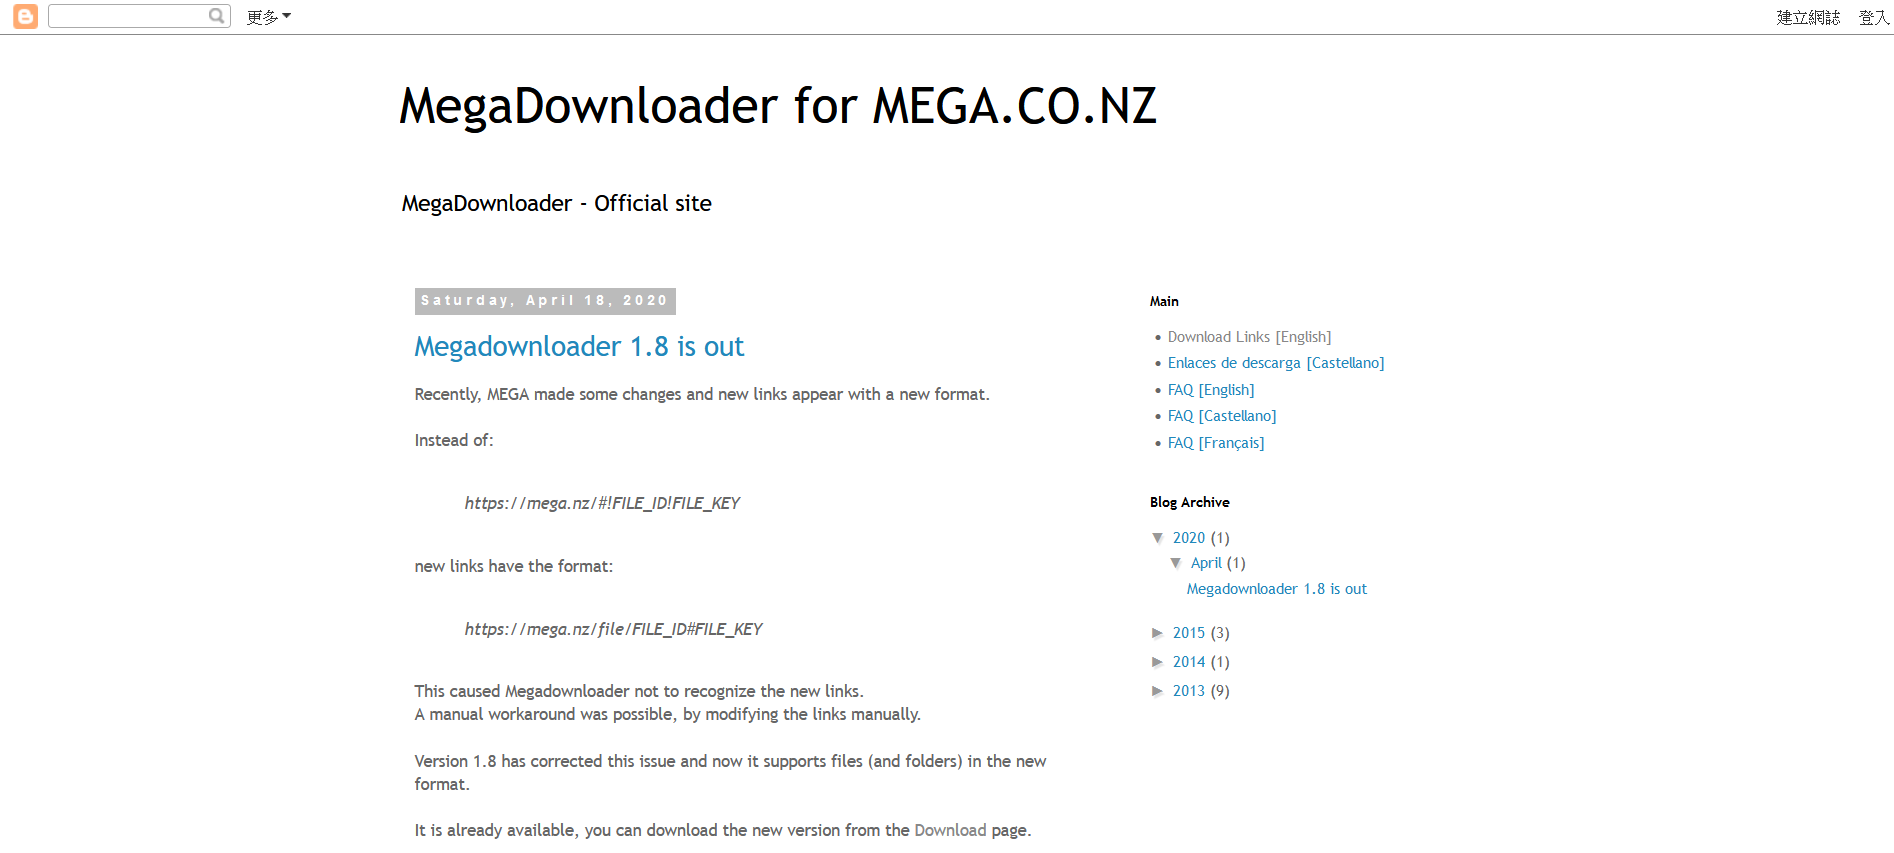 更多
建立網誌 登入
MegaDownloader for MEGA.CO.NZ
MegaDownloader - Official site
Saturday, April 18, 2020
Megadownloader 1.8 is out
Recently, MEGA made some changes and new links appear with a new format.
Instead of:
https://mega.nz/#!FILE_ID!FILE_KEY
new links have the format:
https://mega.nz/file/FILE_ID#FILE_KEY
This caused Megadownloader not to recognize the new links.
A manual workaround was possible, by modifying the links manually.
Version 1.8 has corrected this issue and now it supports files (and folders) in the new
format.
It is already available, you can download the new version from the Download page.
Main
• Download Links [English]
• Enlaces de descarga [Castellano]
• FAQ [English]
• FAQ [Castellano]
• FAQ [Français]
Blog Archive
▼ 2020 (1)
▼ April (1)
Megadownloader 1.8 is out
► 2015 (3)
► 2014 (1)
► 2013 (9)